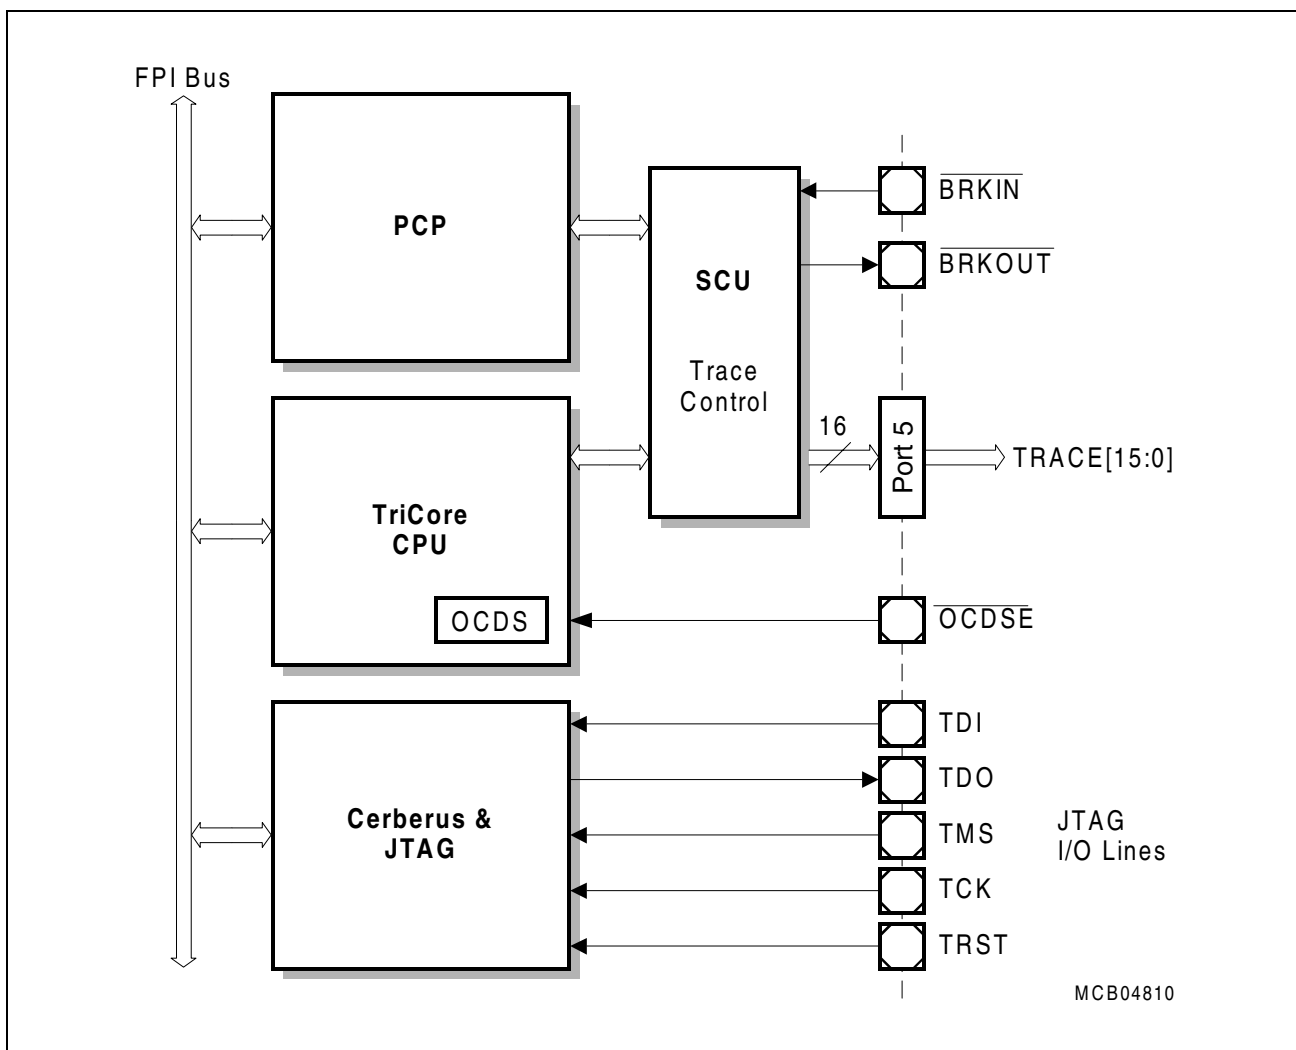 FPI Bus
PCP
SCU
Trace
Control
BRKIN
BRKOUT
16
Port 5
TRACE[15:0]
TriCore
CPU
OCDS
OCDSE
Cerberus &
JTAG
TDI
TDO
TMS
TCK
TRST
JTAG
I/O Lines
MCB04810